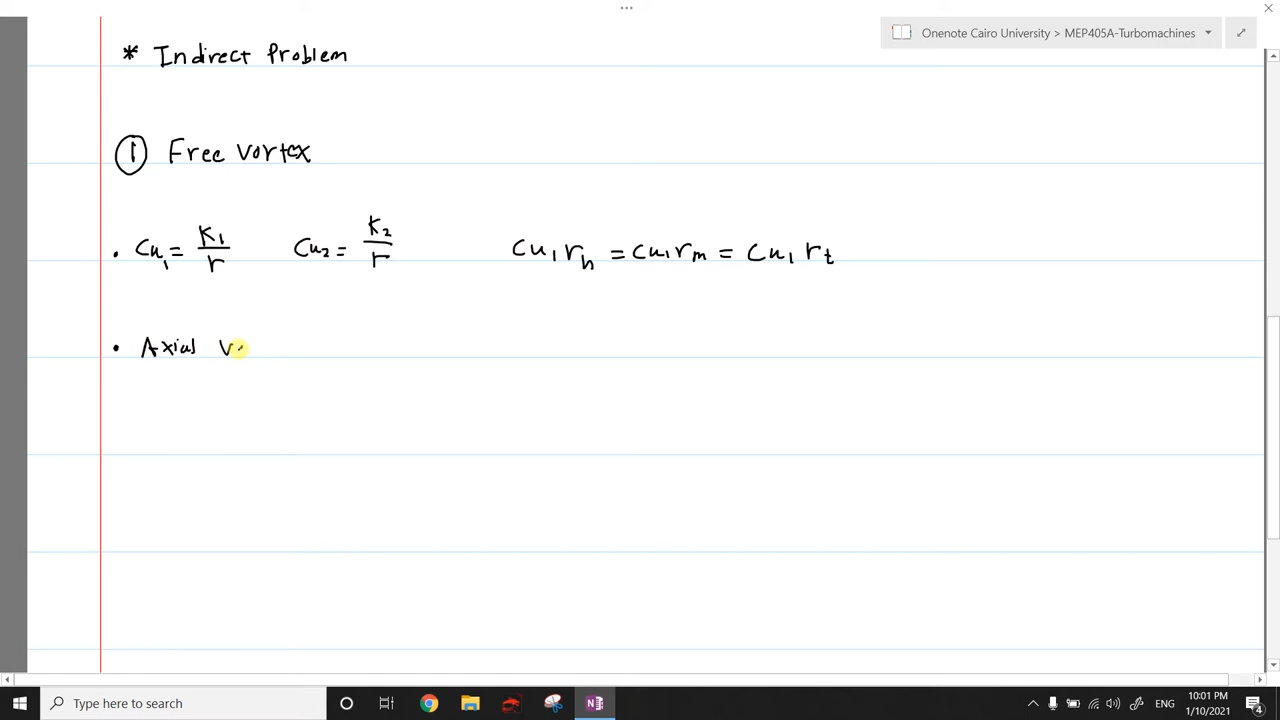 Onenote Cairo University > MEP405A-Turbomachines
* Indirect Problem
① Free Vortex
• Cu₁ = K₁/r Cu₂ = K₂/r Cu₁ rₕ = Cu₁ rₘ = Cu₁ rₜ
• Axial V
Type here to search
10:01 PM
ENG
1/10/2021
4